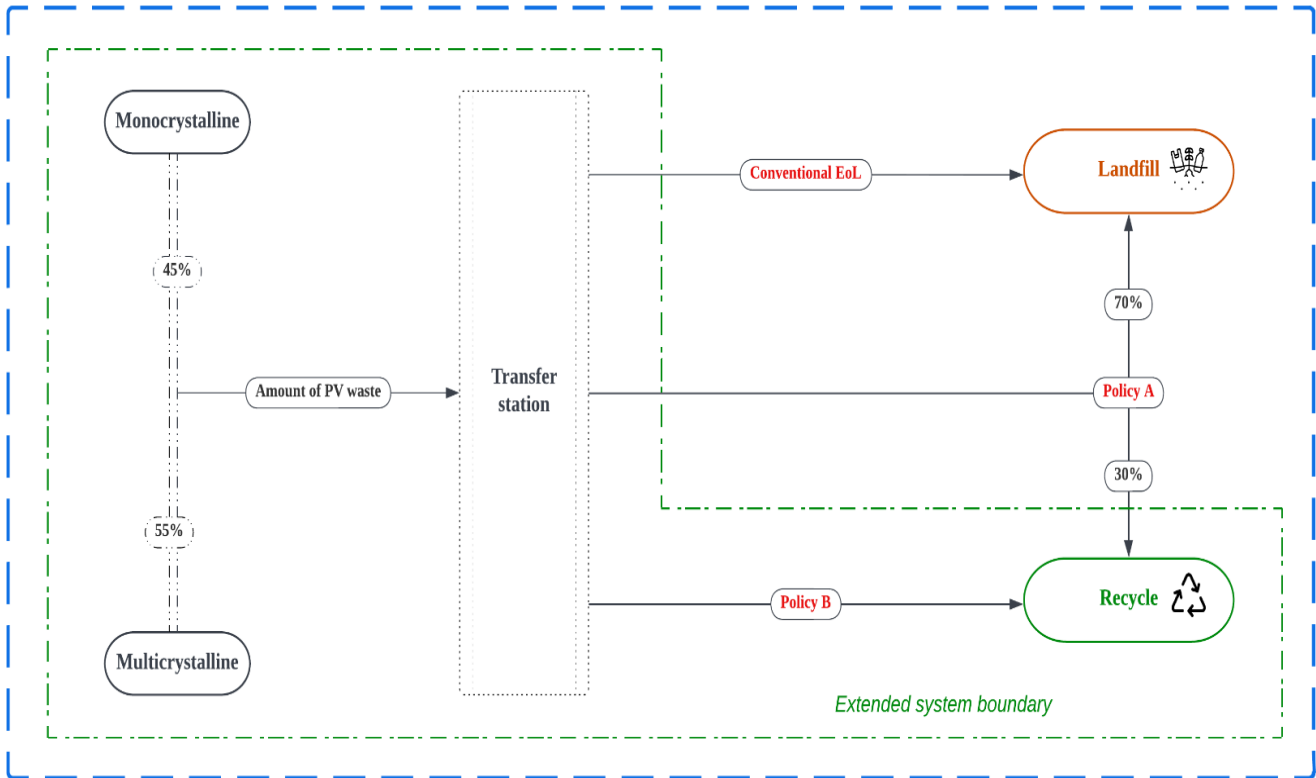 Monocrystalline
Conventional EoL
Landfill
45%
70%
Amount of PV waste
Transfer
station
Policy A
30%
55%
Policy B
Recycle
Multicrystalline
Extended system boundary